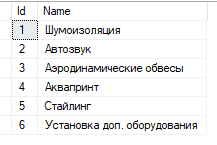 Id Name
1 Шумоизоляция
2 Автозвук
3 Аэродинамические обвесы
4 Аквапринт
5 Стайлинг
6 Установка доп. оборудования